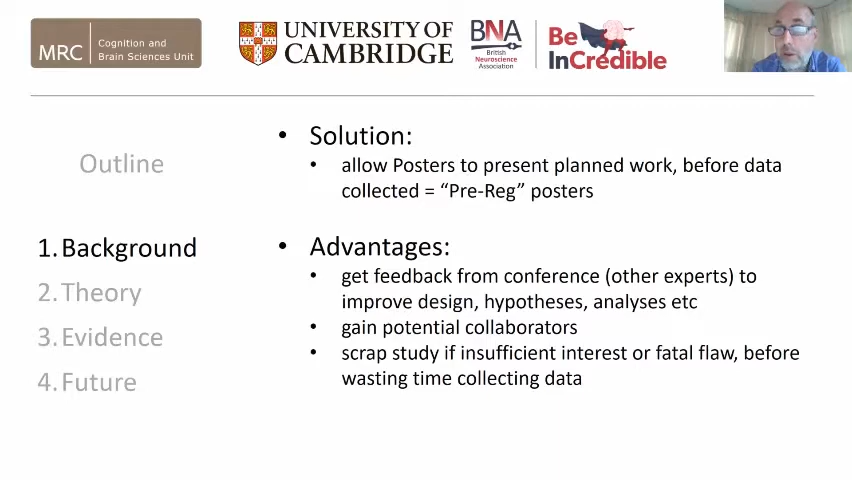 MRC
Cognition and
Brain Sciences Unit
UNIVERSITY OF
CAMBRIDGE
BNA
British
Neuroscience
Association
Be
InCredible
Outline
1. Background
2. Theory
3. Evidence
4. Future
• Solution:
• allow Posters to present planned work, before data
collected = “Pre-Reg” posters
• Advantages:
• get feedback from conference (other experts) to
improve design, hypotheses, analyses etc
• gain potential collaborators
• scrap study if insufficient interest or fatal flaw, before
wasting time collecting data